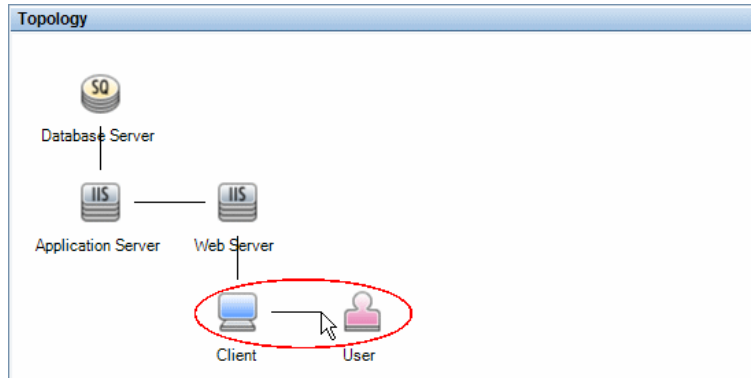 Topology
SQ
Database Server
IIS
IIS
Application Server
Web Server
Client
User